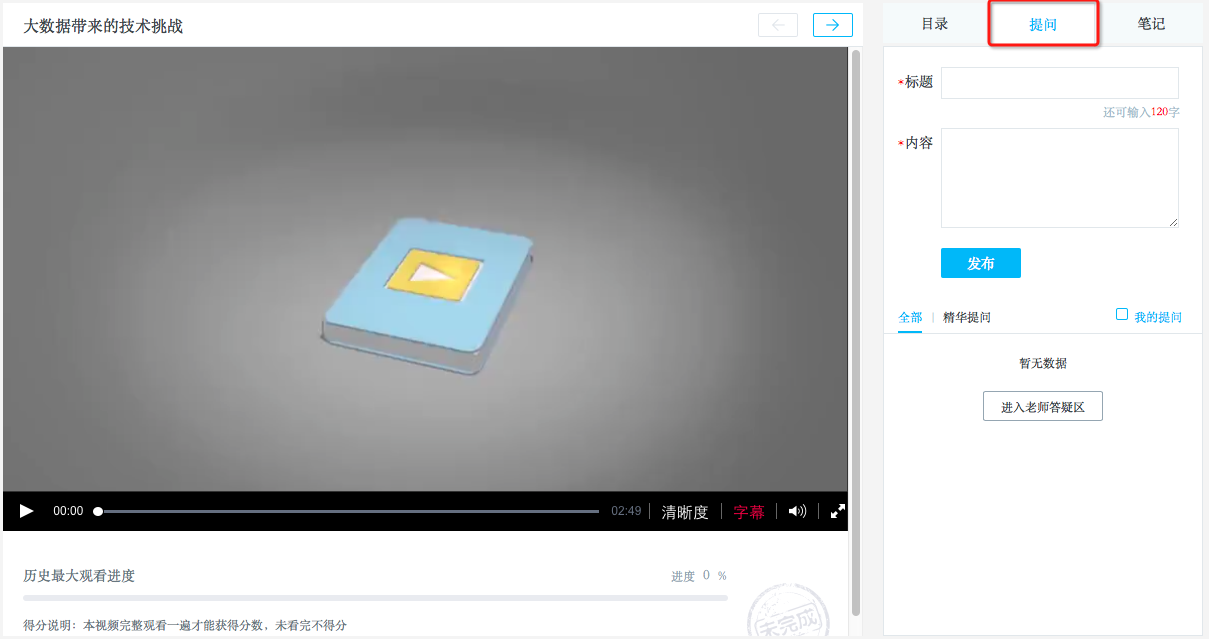 大数据带来的技术挑战
目录 提问 笔记
*标题
还可输入120字
*内容
发布
全部 | 精华提问 我的提问
暂无数据
进入老师答疑区
00:00 02:49 清晰度 字幕
历史最大观看进度 进度 0 %
未完成
得分说明：本视频完整观看一遍才能获得分数，未看完不得分